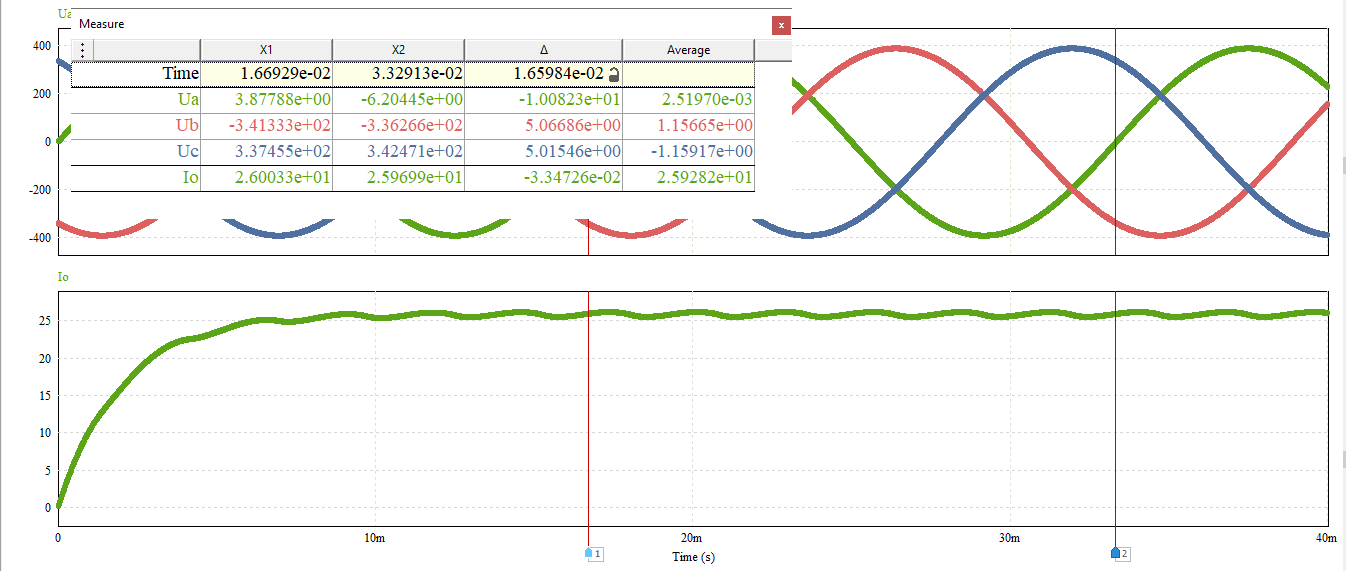 Ua
Measure
x
X1 X2 Δ Average
Time 1.66929e-02 3.32913e-02 1.65984e-02
Ua 3.87788e+00 -6.20445e+00 -1.00823e+01 2.51970e-03
Ub -3.41333e+02 -3.36266e+02 5.06686e+00 1.15665e+00
Uc 3.37455e+02 3.42471e+02 5.01546e+00 -1.15917e+00
Io 2.60033e+01 2.59699e+01 -3.34726e-02 2.59282e+01
400
200
0
-200
-400
Io
25
20
15
10
5
0
0 10m 20m 30m 40m
1 2
Time (s)